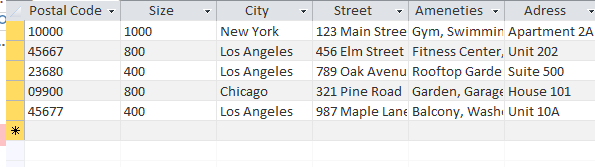 Postal Code Size City Street Ameneties Adress
10000 1000 New York 123 Main Street Gym, Swimmin Apartment 2A
45667 800 Los Angeles 456 Elm Street Fitness Center, Unit 202
23680 400 Los Angeles 789 Oak Avenu Rooftop Garde Suite 500
09900 800 Chicago 321 Pine Road Garden, Garage House 101
45677 400 Los Angeles 987 Maple Lane Balcony, Washe Unit 10A